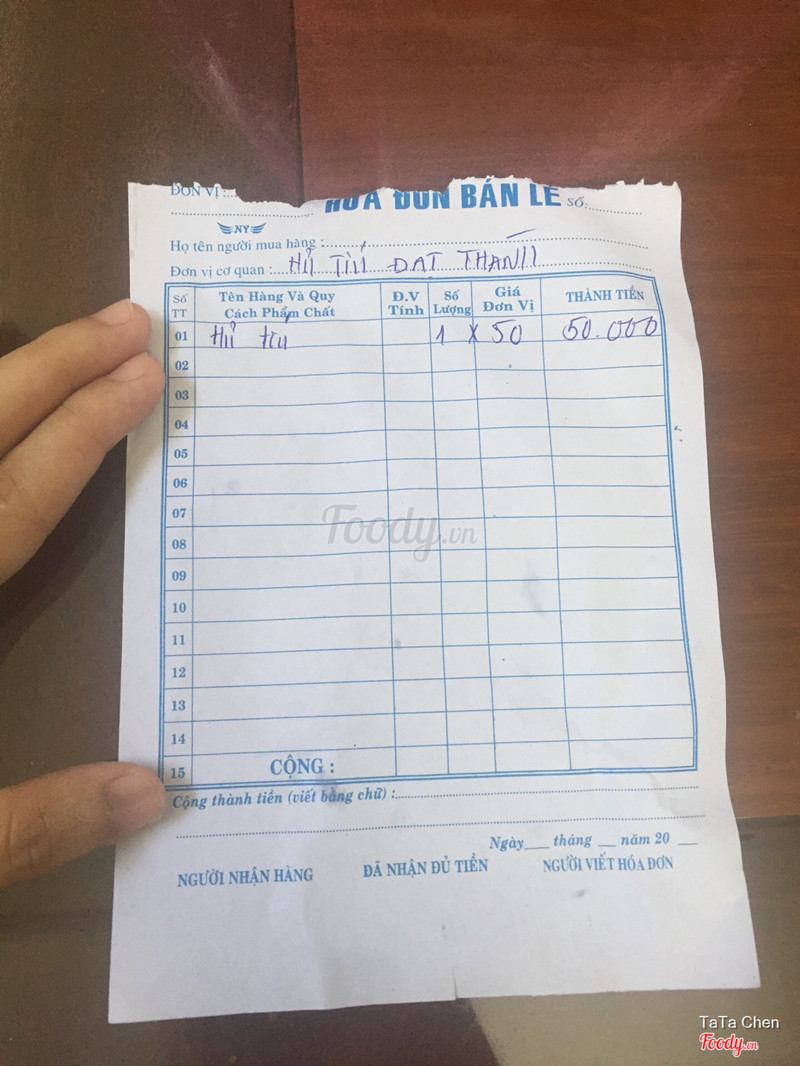 ĐƠN VỊ :
HÓA ĐƠN BÁN LẺ Số:
NY
Họ tên người mua hàng :
Đơn vị cơ quan : HỦ TIÚ ĐẠT THÀNH
Số TT Tên Hàng Và Quy Cách Phẩm Chất Đ.V Tính Số Lượng Giá Đơn Vị THÀNH TIỀN
01 Hủ tíu 1 x 50 50.000
02
03
04
05
06
07
08
09
10
11
12
13
14
15 CỘNG :
Cộng thành tiền (viết bằng chữ) :
Ngày tháng năm 20
NGƯỜI NHẬN HÀNG ĐÃ NHẬN ĐỦ TIỀN NGƯỜI VIẾT HÓA ĐƠN
Foody.vn
TaTa Chen
Foody.vn